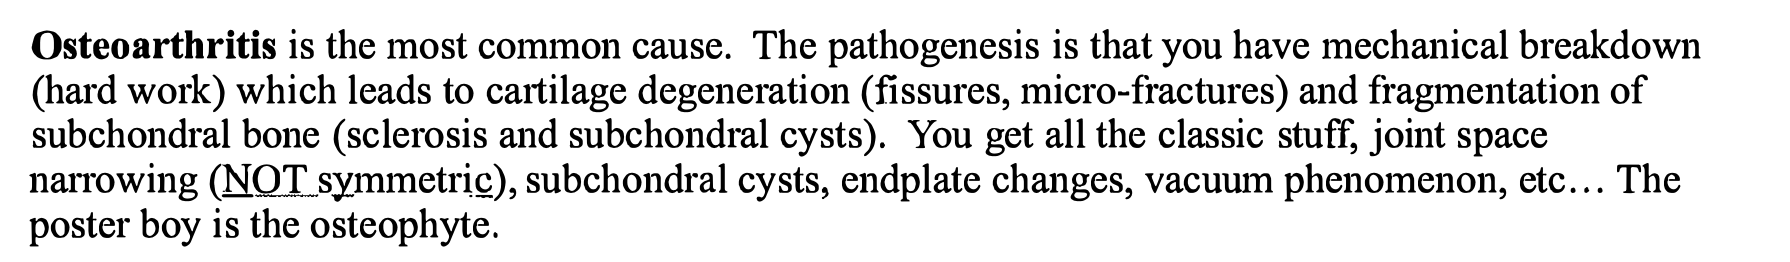 Osteoarthritis is the most common cause.  The pathogenesis is that you have mechanical breakdown
(hard work) which leads to cartilage degeneration (fissures, micro-fractures) and fragmentation of
subchondral bone (sclerosis and subchondral cysts).  You get all the classic stuff, joint space
narrowing (NOT symmetric), subchondral cysts, endplate changes, vacuum phenomenon, etc… The
poster boy is the osteophyte.